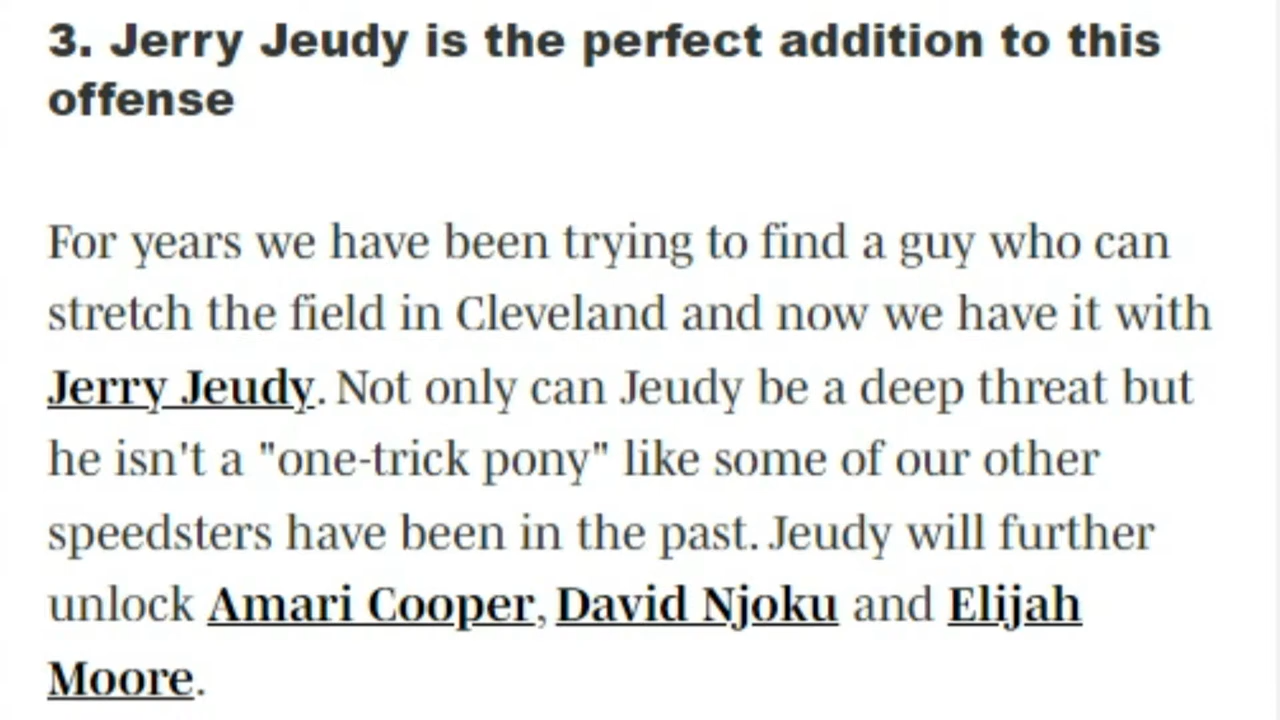 3. Jerry Jeudy is the perfect addition to this
offense
For years we have been trying to find a guy who can
stretch the field in Cleveland and now we have it with
Jerry Jeudy. Not only can Jeudy be a deep threat but
he isn't a "one-trick pony" like some of our other
speedsters have been in the past. Jeudy will further
unlock Amari Cooper, David Njoku and Elijah
Moore.